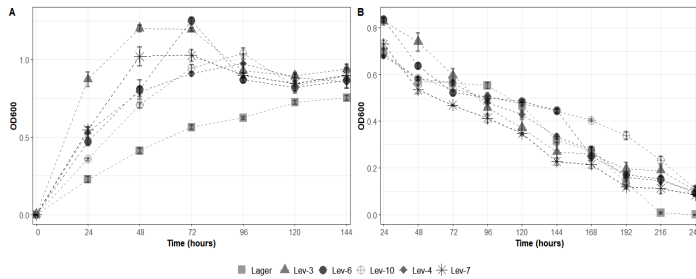 A
B
OD600
1.0
0.5
0.0
0 24 48 72 96 120 144
Time (hours)
OD600
0.8
0.6
0.4
0.2
0.0
24 48 72 96 120 144 168 192 216 24
Time (hours)
Lager Lev-3 Lev-6 Lev-10 Lev-4 Lev-7